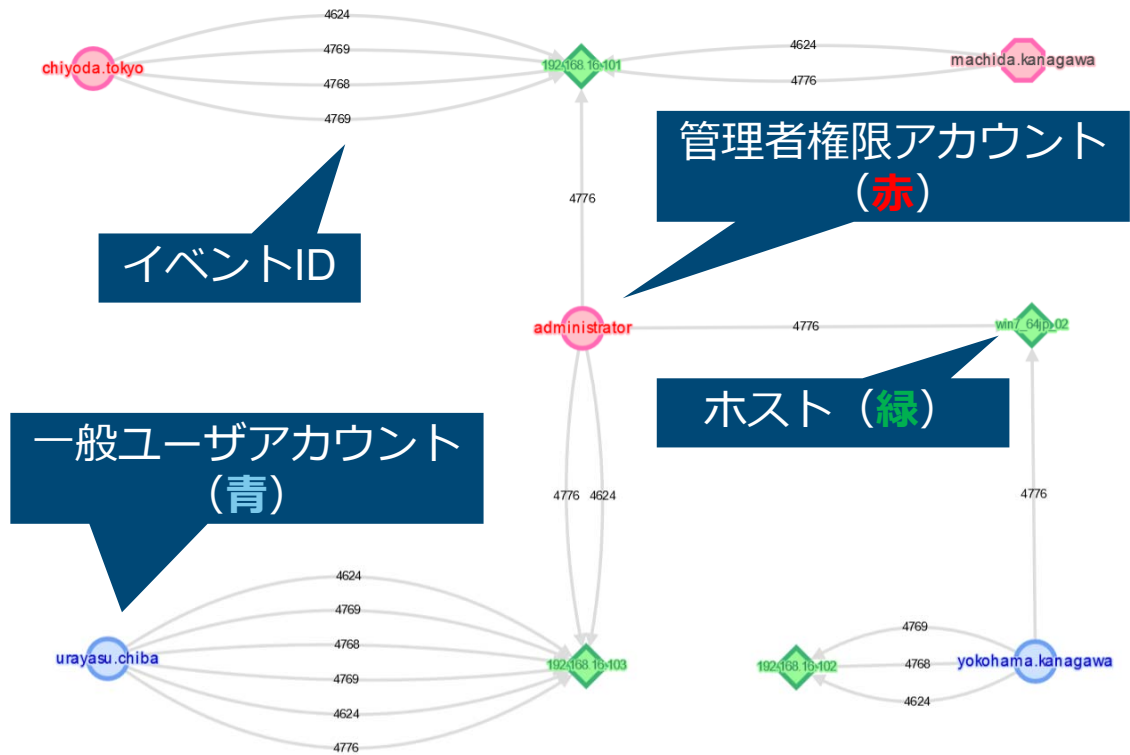 4624
4769
4768
4769
chiyoda.tokyo
192.168.16.101
4624
4776
machida.kanagawa
管理者権限アカウント
（赤）
イベントID
4776
administrator
4776
win7_64jp_02
ホスト（緑）
一般ユーザアカウント
（青）
4776
4624
4776
4624
4769
4768
4769
4624
4776
urayasu.chiba
192.168.16.103
4769
4768
4624
192.168.16.102
yokohama.kanagawa